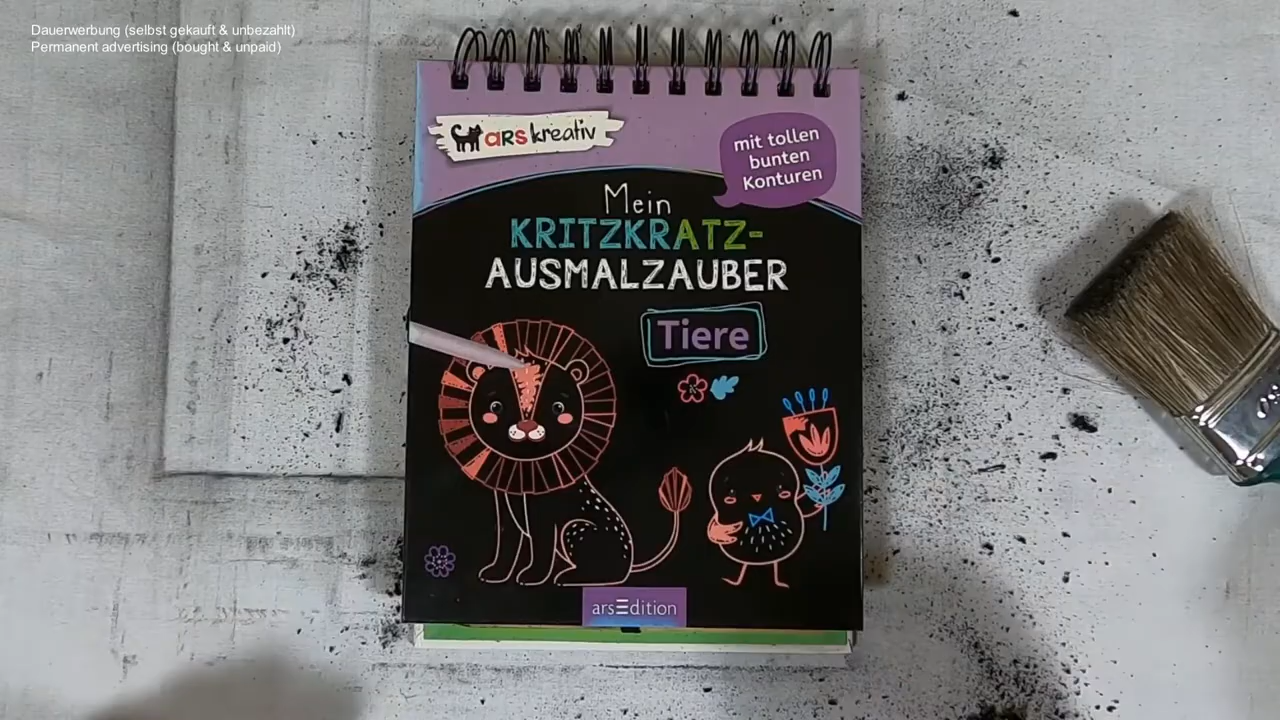 Dauerwerbung (selbst gekauft & unbezahlt)
Permanent advertising (bought & unpaid)
ars kreativ
mit tollen
bunten
Konturen
Mein
KRITZKRATZ-
AUSMALZAUBER
Tiere
arsEdition